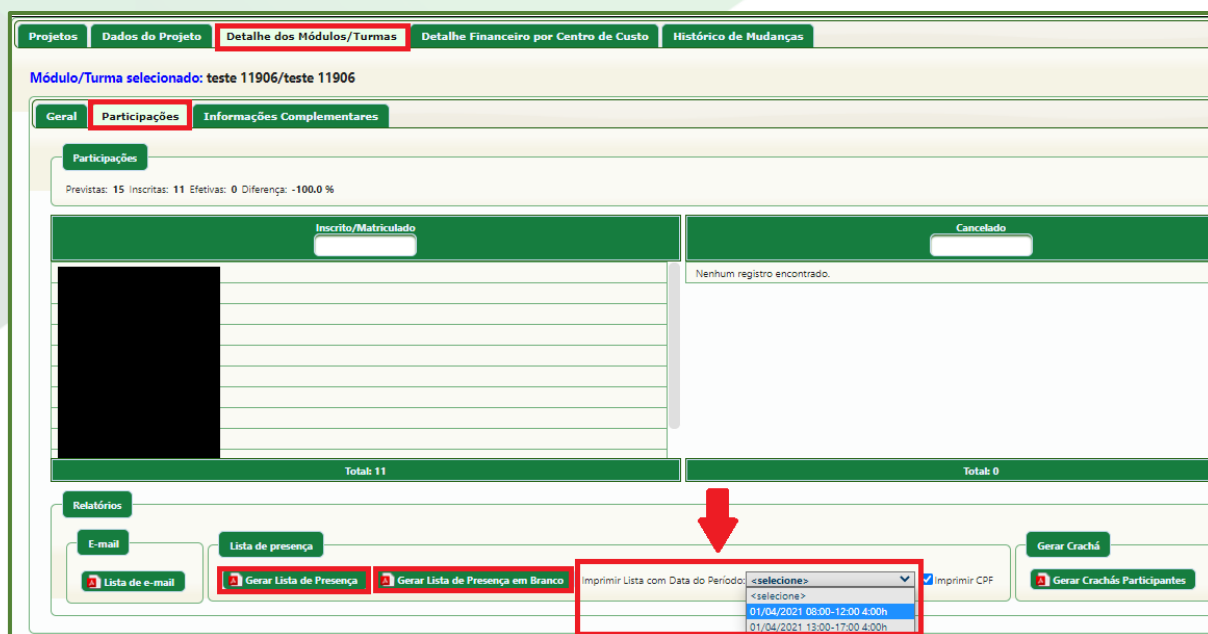 Projetos Dados do Projeto Detalhe dos Módulos/Turmas Detalhe Financeiro por Centro de Custo Histórico de Mudanças
Módulo/Turma selecionado: teste 11906/teste 11906
Geral Participações Informações Complementares
Participações
Previstas: 15 Inscritas: 11 Efetivas: 0 Diferença: -100.0 %
Inscrito/Matriculado Cancelado
Nenhum registro encontrado.
Total: 11 Total: 0
Relatórios
E-mail Lista de presença Gerar Crachá
Lista de e-mail Gerar Lista de Presença Gerar Lista de Presença em Branco Imprimir Lista com Data do Período: <selecione> Imprimir CPF Gerar Crachás Participantes
<selecione>
01/04/2021 08:00-12:00 4:00h
01/04/2021 13:00-17:00 4:00h